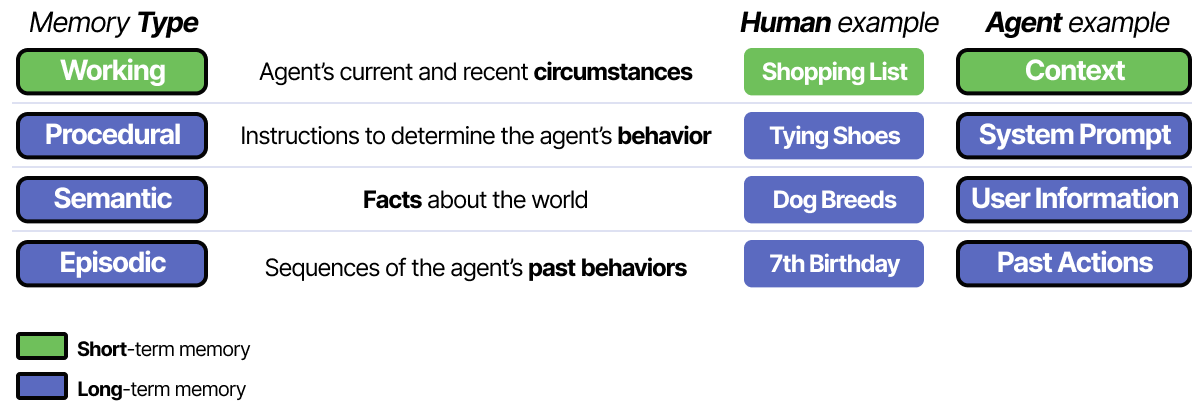 Memory Type Human example Agent example
Working Agent’s current and recent circumstances Shopping List Context
Procedural Instructions to determine the agent’s behavior Tying Shoes System Prompt
Semantic Facts about the world Dog Breeds User Information
Episodic Sequences of the agent’s past behaviors 7th Birthday Past Actions
Short-term memory
Long-term memory